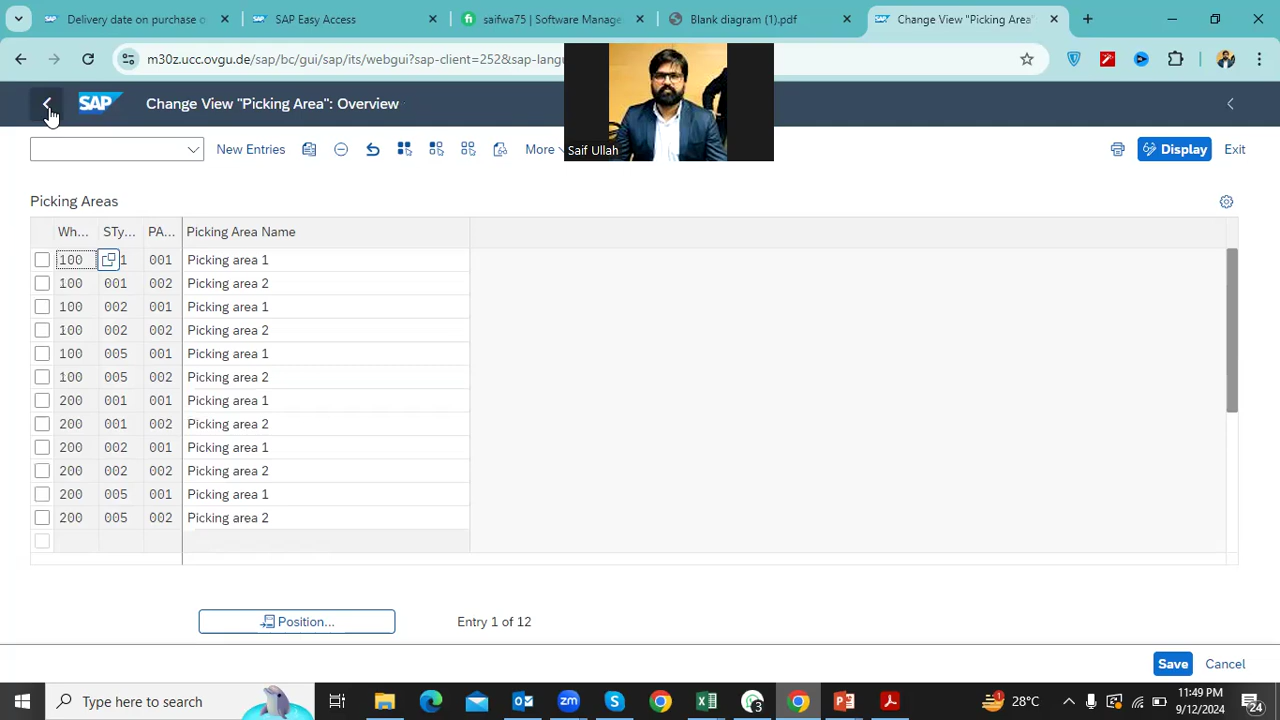 Delivery date on purchase o
SAP Easy Access
saifwa75 | Software Manage
Blank diagram (1).pdf
Change View "Picking Area"
m30z.ucc.ovgu.de/sap/bc/gui/sap/its/webgui?sap-client=252&sap-langu
SAP
Change View "Picking Area": Overview
New Entries
More
Saif Ullah
Display
Exit
Picking Areas
Wh... STy... PA... Picking Area Name
100 1 001 Picking area 1
100 001 002 Picking area 2
100 002 001 Picking area 1
100 002 002 Picking area 2
100 005 001 Picking area 1
100 005 002 Picking area 2
200 001 001 Picking area 1
200 001 002 Picking area 2
200 002 001 Picking area 1
200 002 002 Picking area 2
200 005 001 Picking area 1
200 005 002 Picking area 2
Position...
Entry 1 of 12
Save
Cancel
Type here to search
3
1
28°C
11:49 PM
9/12/2024
24